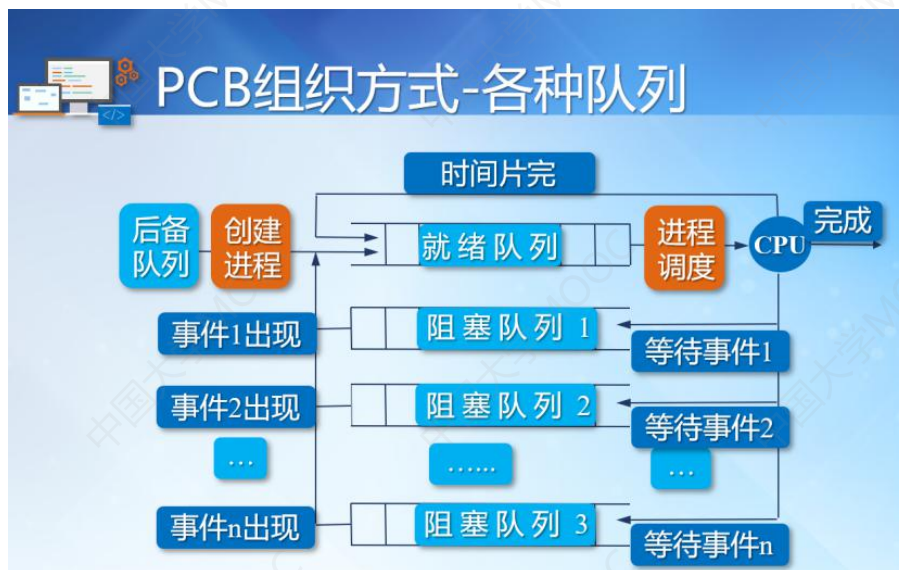 PCB组织方式-各种队列
时间片完
后备
队列
创建
进程
就绪队列
进程
调度
CPU
完成
事件1出现
阻塞队列 1
等待事件1
事件2出现
阻塞队列 2
等待事件2
…
……
…
事件n出现
阻塞队列 3
等待事件n